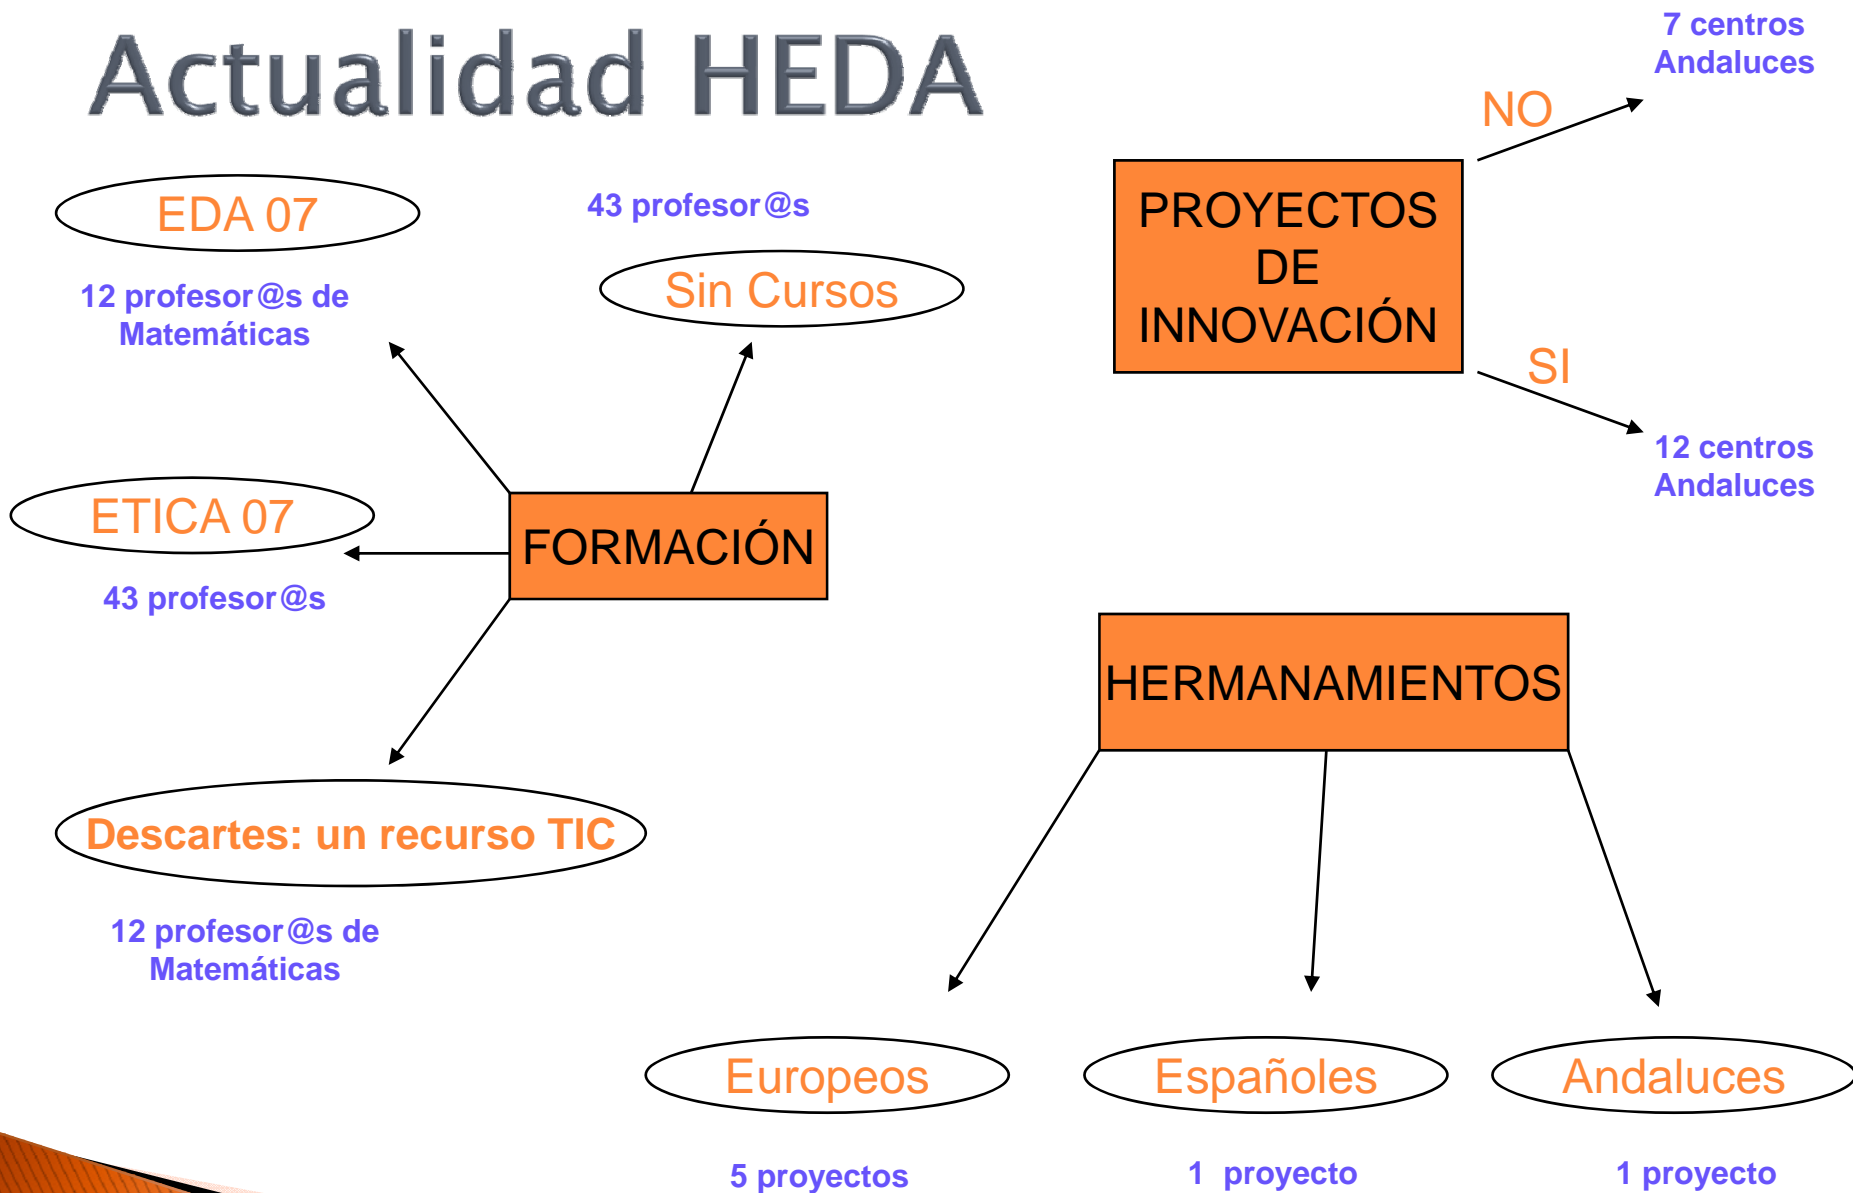 Actualidad HEDA
EDA 07
12 profesor@s de
Matemáticas
43 profesor@s
Sin Cursos
ETICA 07
43 profesor@s
FORMACIÓN
Descartes: un recurso TIC
12 profesor@s de
Matemáticas
7 centros
Andaluces
NO
PROYECTOS
DE
INNOVACIÓN
SI
12 centros
Andaluces
HERMANAMIENTOS
Europeos
Españoles
Andaluces
5 proyectos
1 proyecto
1 proyecto